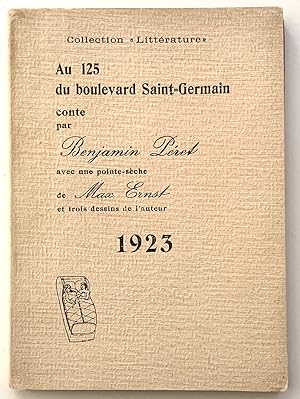 Collection « Littérature »
Au 125
du boulevard Saint-Germain
conte
par
Benjamin Péret
avec une pointe-sèche
de Max Ernst
et trois dessins de l'auteur
1923